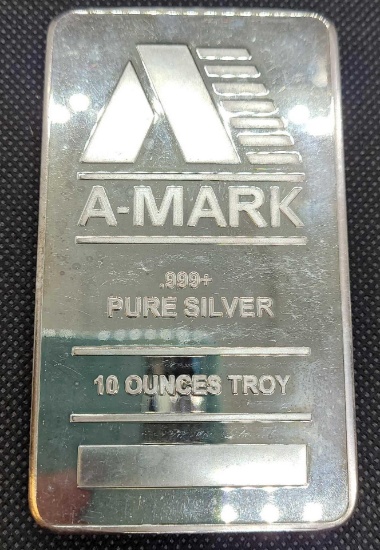 A-MARK
.999+
PURE SILVER
10 OUNCES TROY